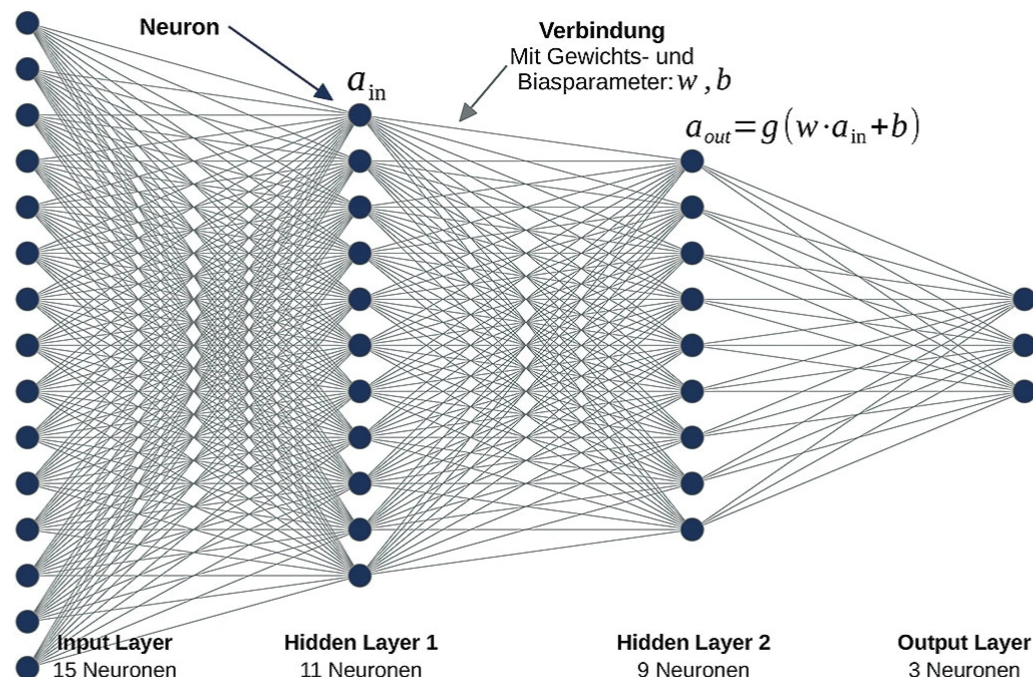 Neuron
Verbindung
Mit Gewichts- und
Biasparameter: w , b
a_in
a_out=g(w·a_in+b)
Input Layer
15 Neuronen
Hidden Layer 1
11 Neuronen
Hidden Layer 2
9 Neuronen
Output Layer
3 Neuronen